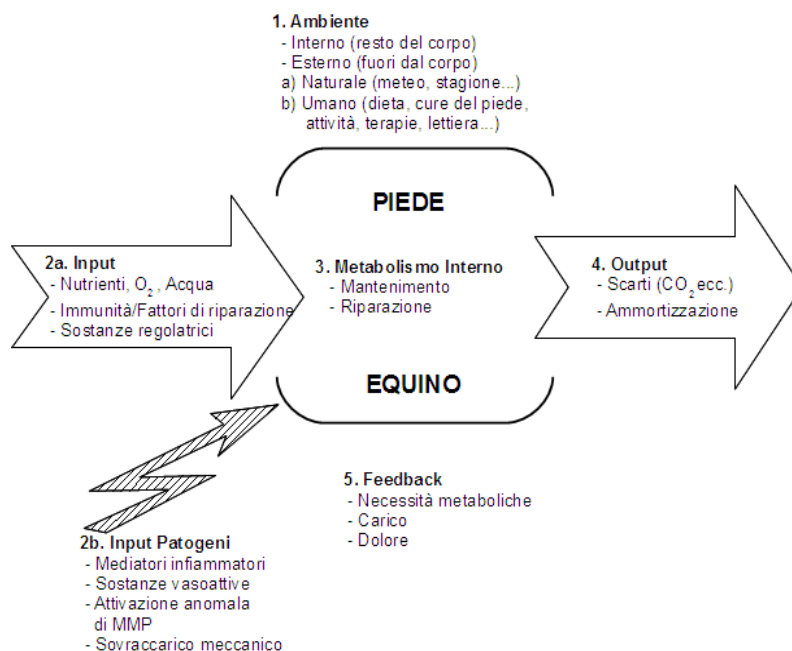 1. Ambiente
- Interno (resto del corpo)
- Esterno (fuori dal corpo)
a) Naturale (meteo, stagione...)
b) Umano (dieta, cure del piede,
attività, terapie, lettiera...)
PIEDE
2a. Input
- Nutrienti, O2 , Acqua
- Immunità/Fattori di riparazione
- Sostanze regolatrici
3. Metabolismo Interno
- Mantenimento
- Riparazione
4. Output
- Scarti (CO2 ecc.)
- Ammortizzazione
EQUINO
5. Feedback
- Necessità metaboliche
- Carico
- Dolore
2b. Input Patogeni
- Mediatori infiammatori
- Sostanze vasoattive
- Attivazione anomala
di MMP
- Sovraccarico meccanico